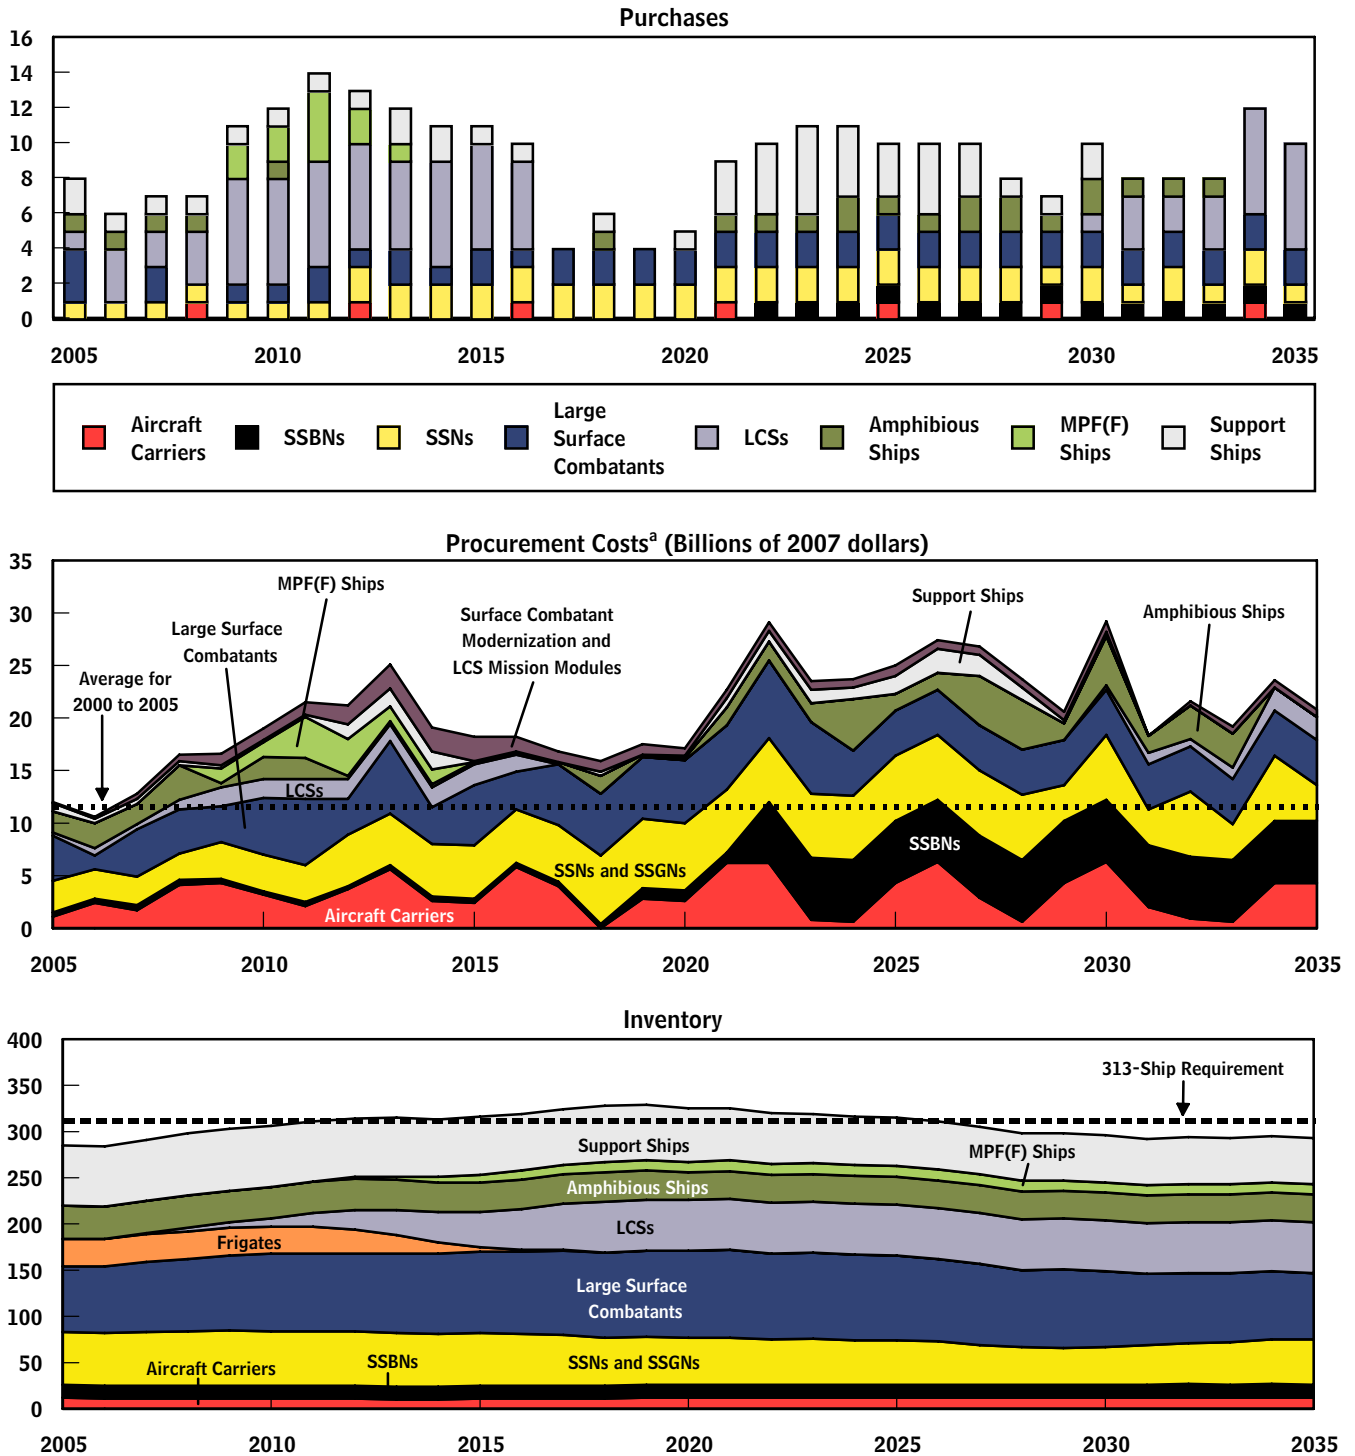 Purchases
16
14
12
10
8
6
4
2
0
2005 2010 2015 2020 2025 2030 2035
Aircraft Carriers
SSBNs
SSNs
Large Surface Combatants
LCSs
Amphibious Ships
MPF(F) Ships
Support Ships
Procurement Costsª (Billions of 2007 dollars)
35
30
25
20
15
10
5
0
MPF(F) Ships
Large Surface
Combatants
Average for
2000 to 2005
Surface Combatant
Modernization and
LCS Mission Modules
Support Ships
Amphibious Ships
LCSs
SSNs and SSGNs
SSBNs
Aircraft Carriers
2005 2010 2015 2020 2025 2030 2035
Inventory
400
350
300
250
200
150
100
50
0
313-Ship Requirement
Support Ships
MPF(F) Ships
Amphibious Ships
LCSs
Frigates
Large Surface
Combatants
Aircraft Carriers
SSBNs
SSNs and SSGNs
2005 2010 2015 2020 2025 2030 2035